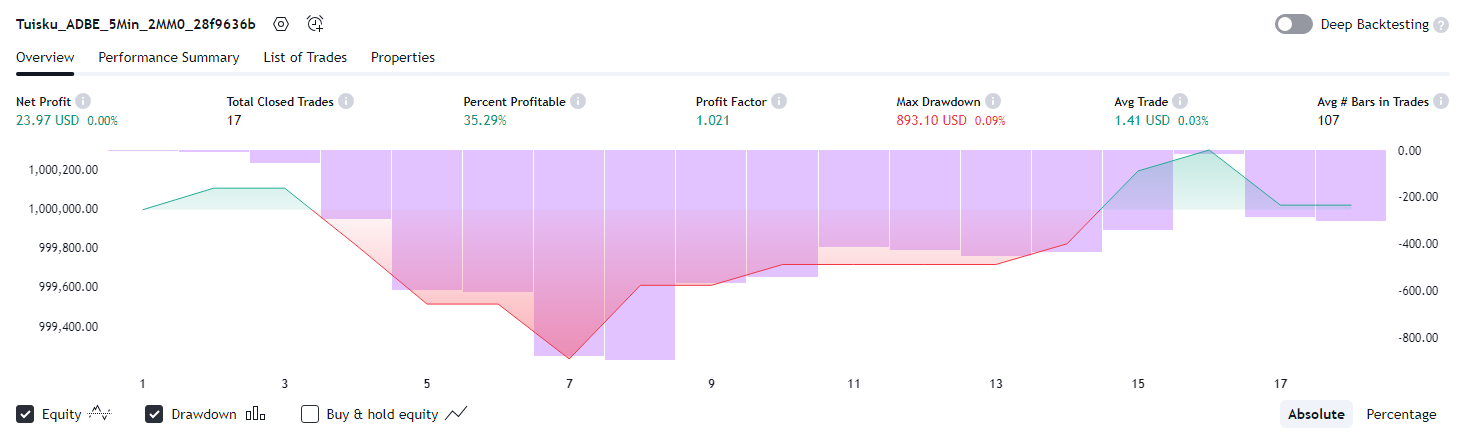 Tuisku_ADBE_5Min_2MM0_28f9636b
Deep Backtesting
Overview Performance Summary List of Trades Properties
Net Profit Total Closed Trades Percent Profitable Profit Factor Max Drawdown Avg Trade Avg # Bars in Trades
23.97 USD 0.00% 17 35.29% 1.021 893.10 USD 0.09% 1.41 USD 0.03% 107
1,000,200.00
1,000,000.00
999,800.00
999,600.00
999,400.00
0.00
-200.00
-400.00
-600.00
-800.00
1 3 5 7 9 11 13 15 17
Equity Drawdown Buy & hold equity Absolute Percentage